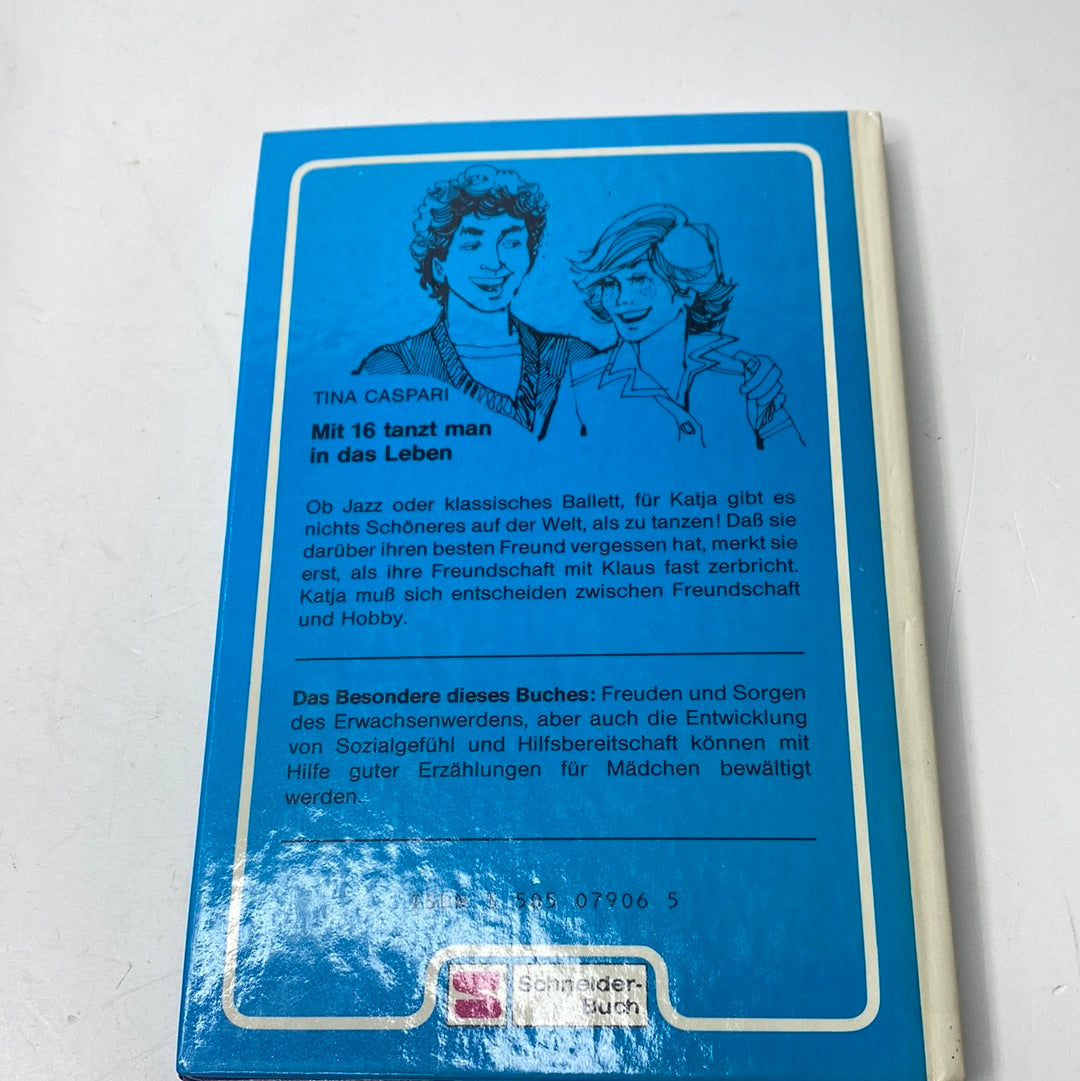 TINA CASPARI
Mit 16 tanzt man
in das Leben
Ob Jazz oder klassisches Ballett, für Katja gibt es
nichts Schöneres auf der Welt, als zu tanzen! Daß sie
darüber ihren besten Freund vergessen hat, merkt sie
erst, als ihre Freundschaft mit Klaus fast zerbricht.
Katja muß sich entscheiden zwischen Freundschaft
und Hobby.
Das Besondere dieses Buches: Freuden und Sorgen
des Erwachsenwerdens, aber auch die Entwicklung
von Sozialgefühl und Hilfsbereitschaft können mit
Hilfe guter Erzählungen für Mädchen bewältigt
werden.
ISBN 505 07906 5
Schneider-
Buch